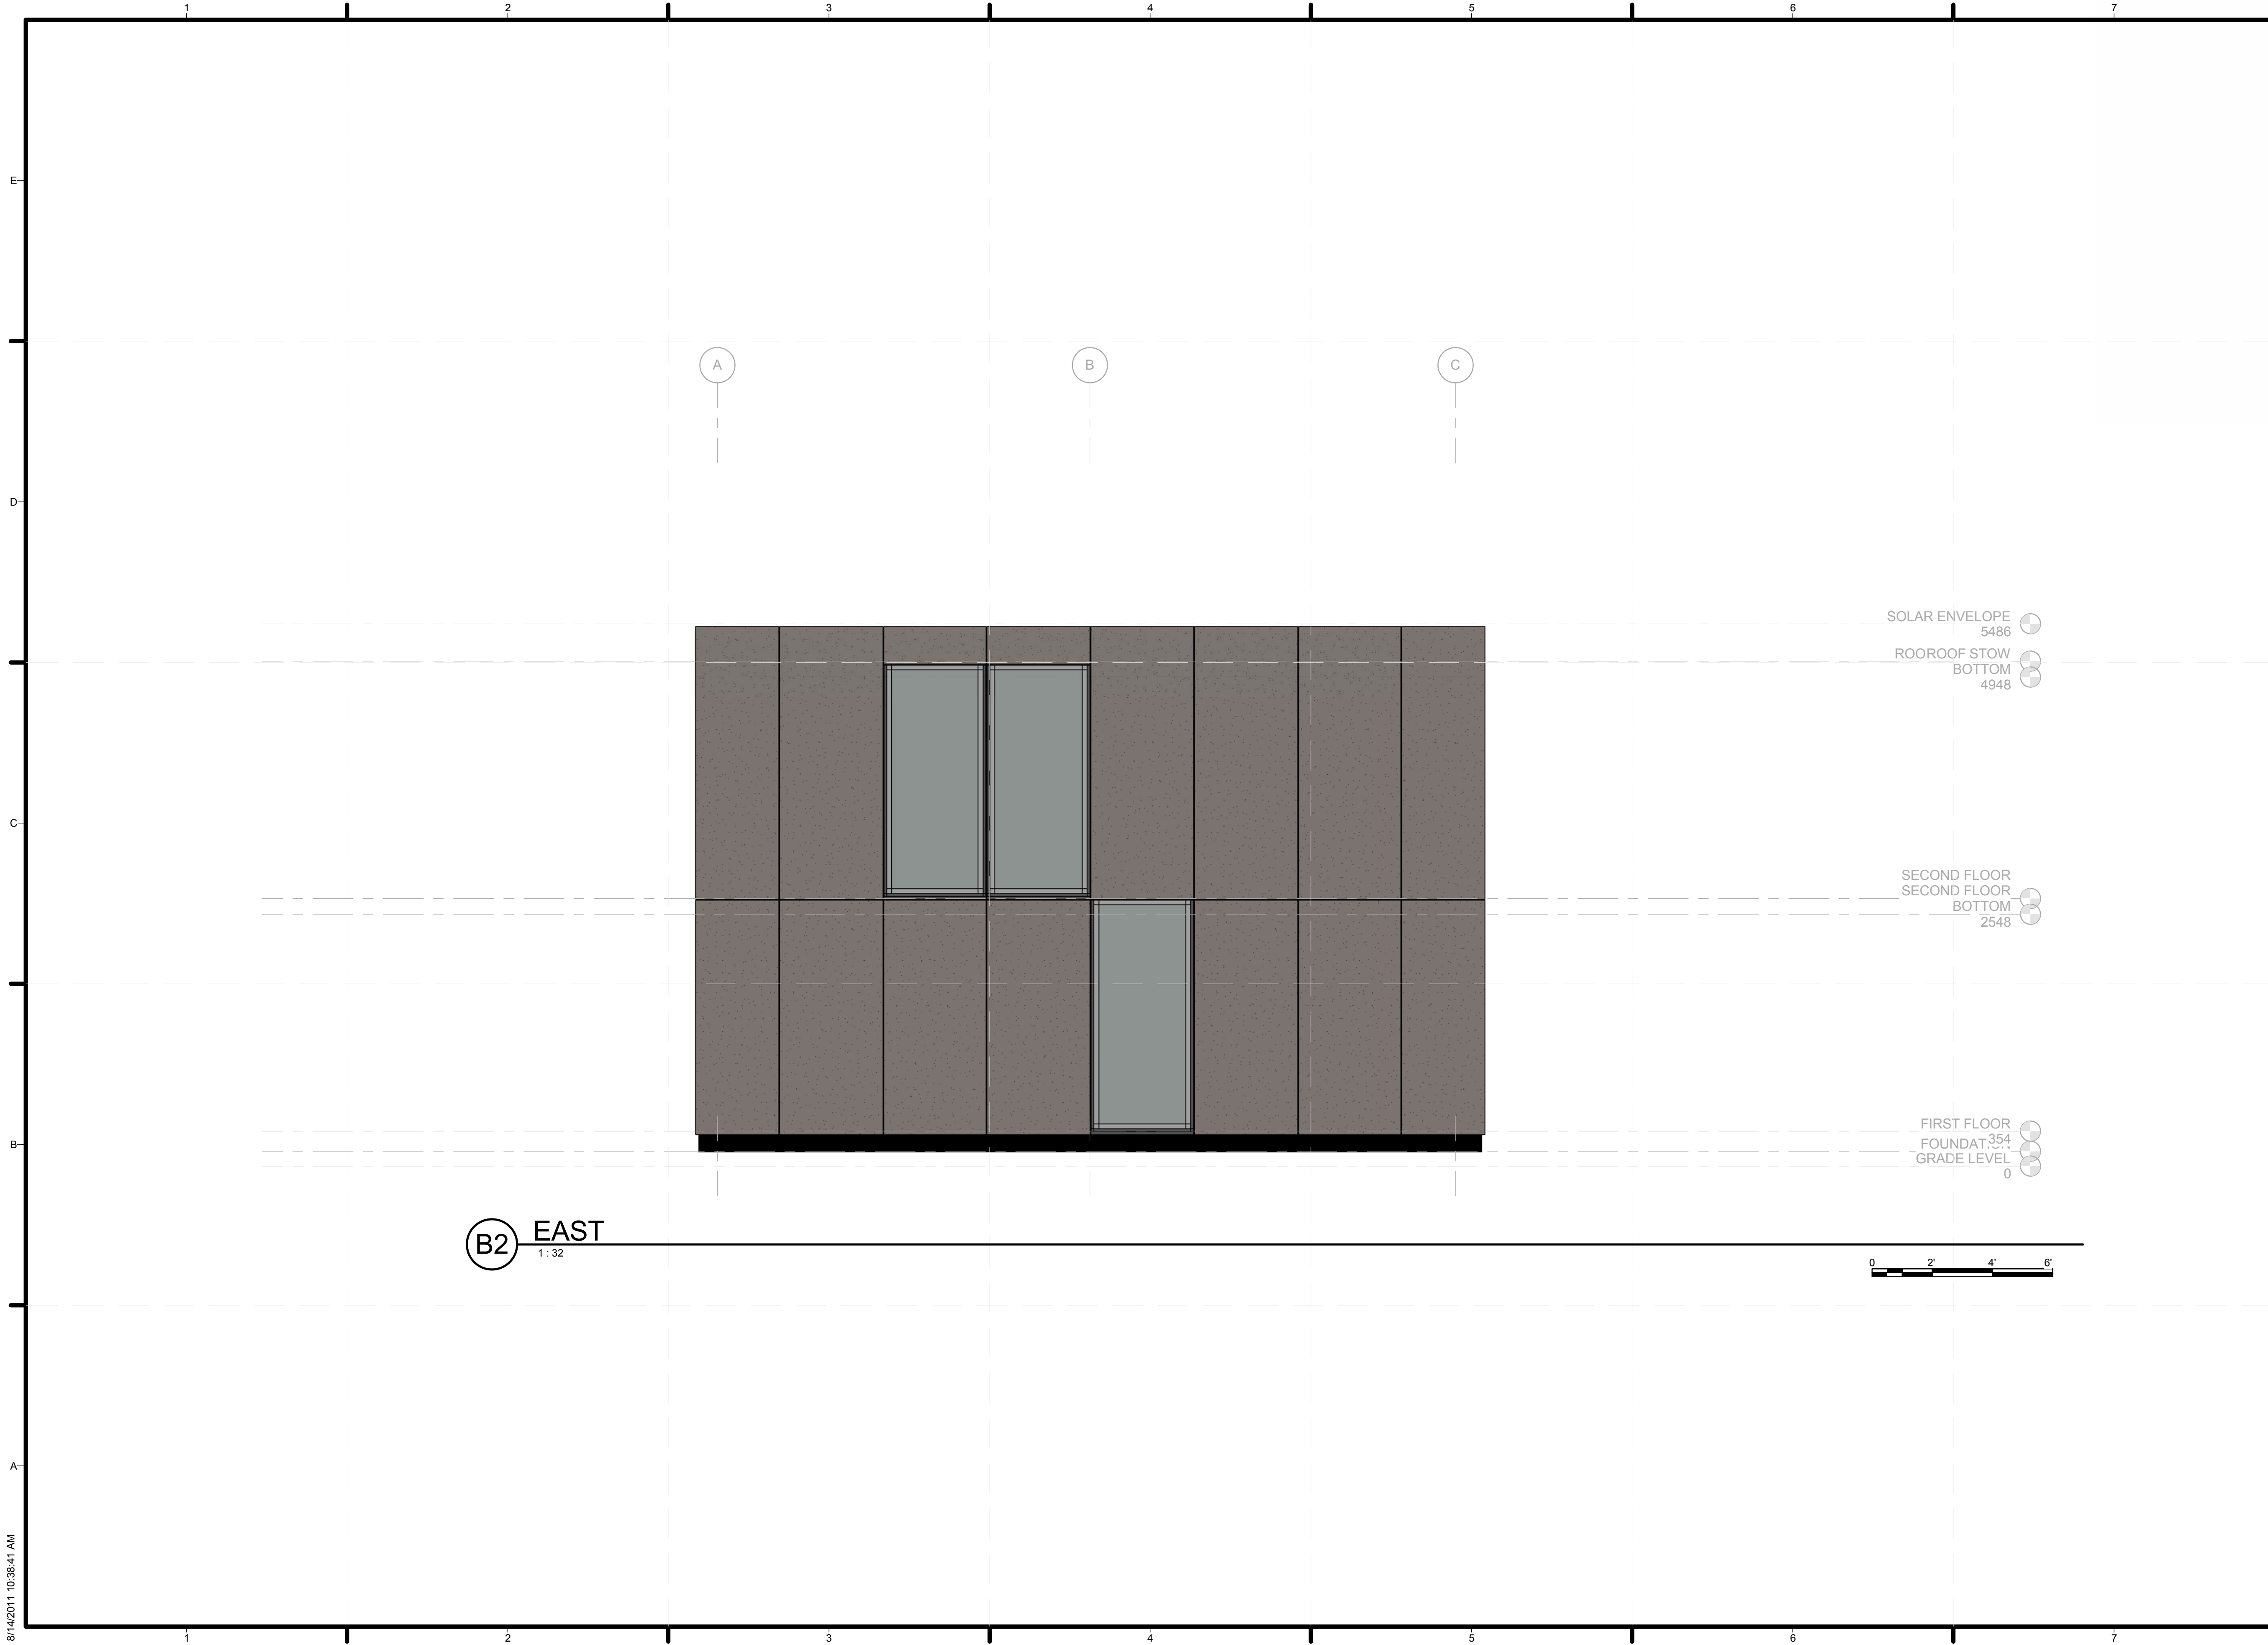 1 2 3 4 5 6 7
E
A B C
D
SOLAR ENVELOPE
5486
ROOROOF STOW
BOTTOM
4948
C
SECOND FLOOR
SECOND FLOOR
BOTTOM
2548
FIRST FLOOR
354
GRADE LEVEL
0
B
B2 EAST
1 : 32
0 2' 4' 6'
A
8/14/2011 10:38:41 AM
1 2 3 4 5 6 7